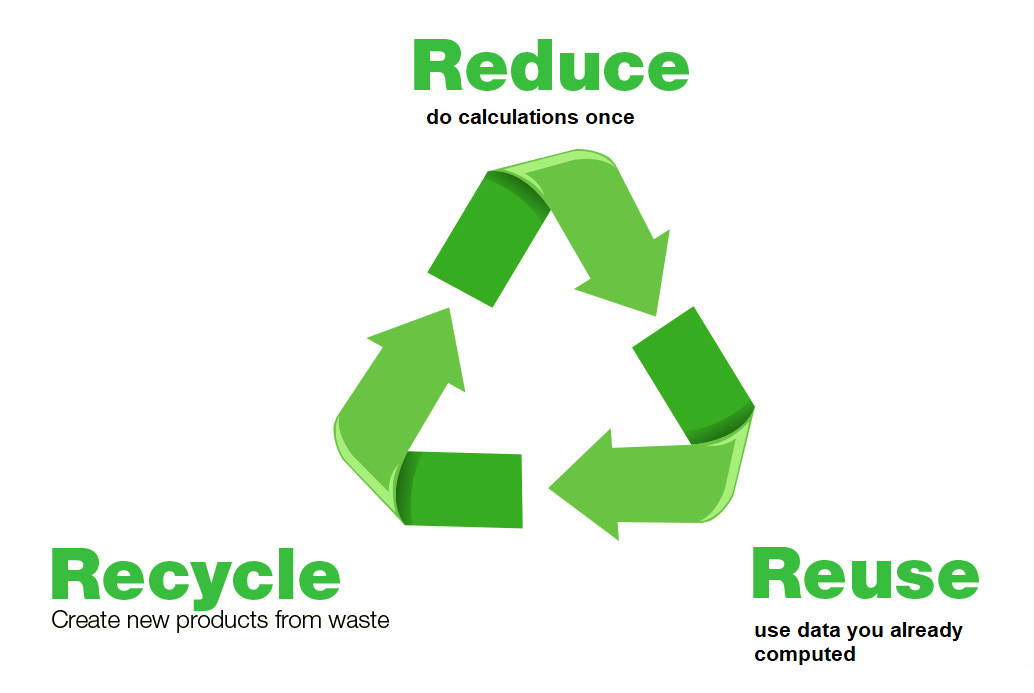 Reduce
do calculations once
Recycle
Create new products from waste
Reuse
use data you already
computed